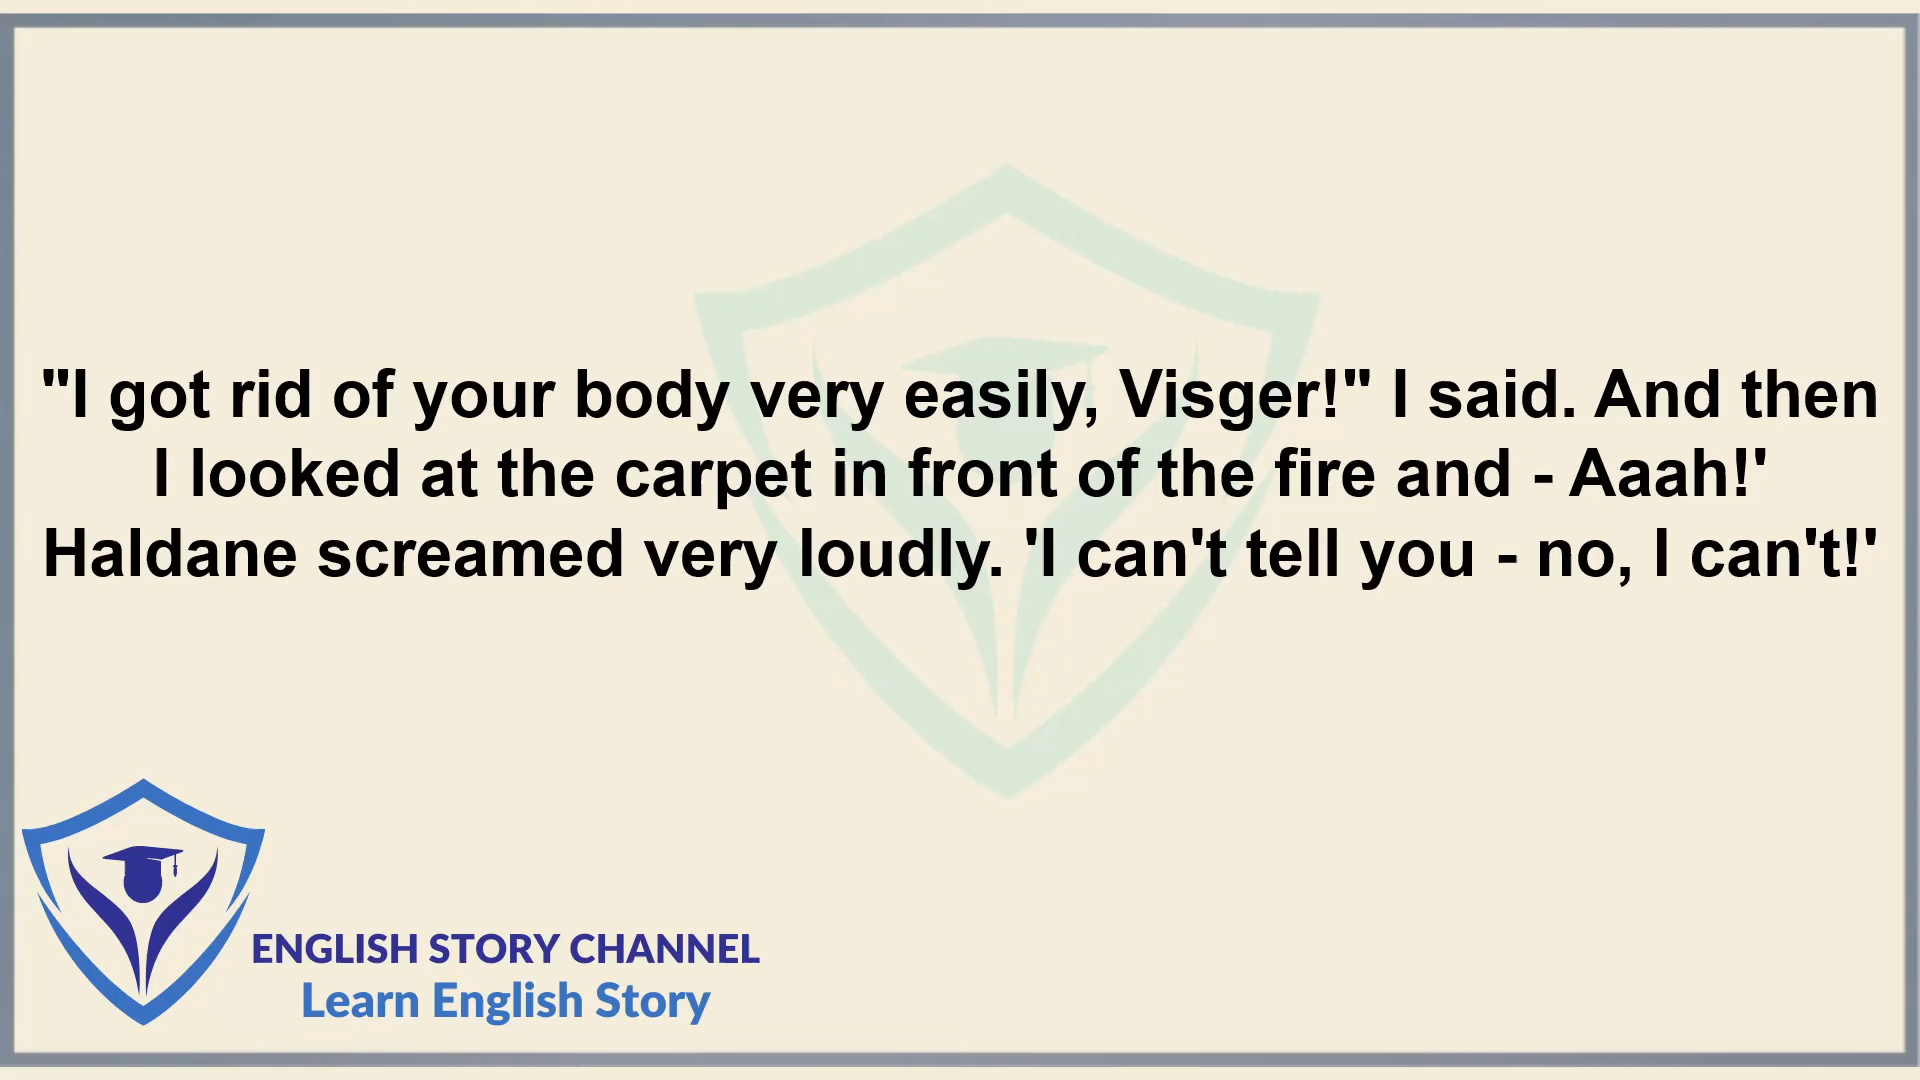 "I got rid of your body very easily, Visger!" I said. And then
I looked at the carpet in front of the fire and - Aaah!'
Haldane screamed very loudly. 'I can't tell you - no, I can't!'
ENGLISH STORY CHANNEL
Learn English Story